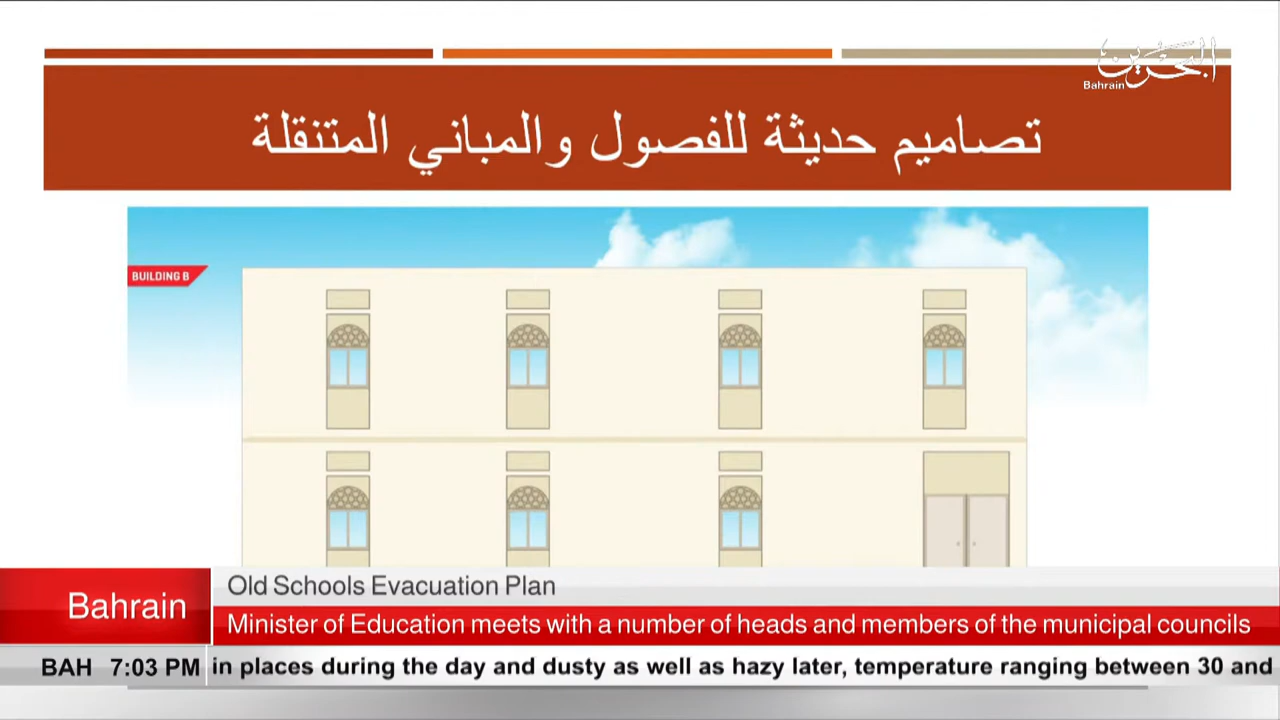 البحرين
Bahrain
تصاميم حديثة للفصول والمباني المتنقلة
BUILDING B
Bahrain
Old Schools Evacuation Plan
Minister of Education meets with a number of heads and members of the municipal councils
BAH 7:03 PM in places during the day and dusty as well as hazy later, temperature ranging between 30 and